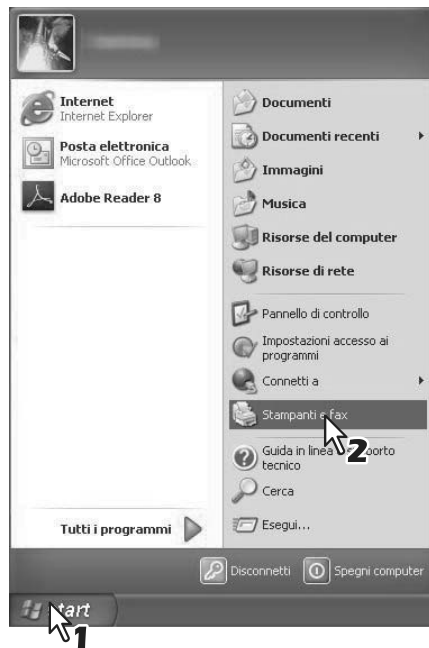 Internet
Internet Explorer
Posta elettronica
Microsoft Office Outlook
Adobe Reader 8
Tutti i programmi
Documenti
Documenti recenti
Immagini
Musica
Risorse del computer
Risorse di rete
Pannello di controllo
Impostazioni accesso ai
programmi
Connetti a
Stampanti e fax
2
Guida in linea
tecnico
Cerca
Esegui...
Disconnetti
Spegni computer
start
1